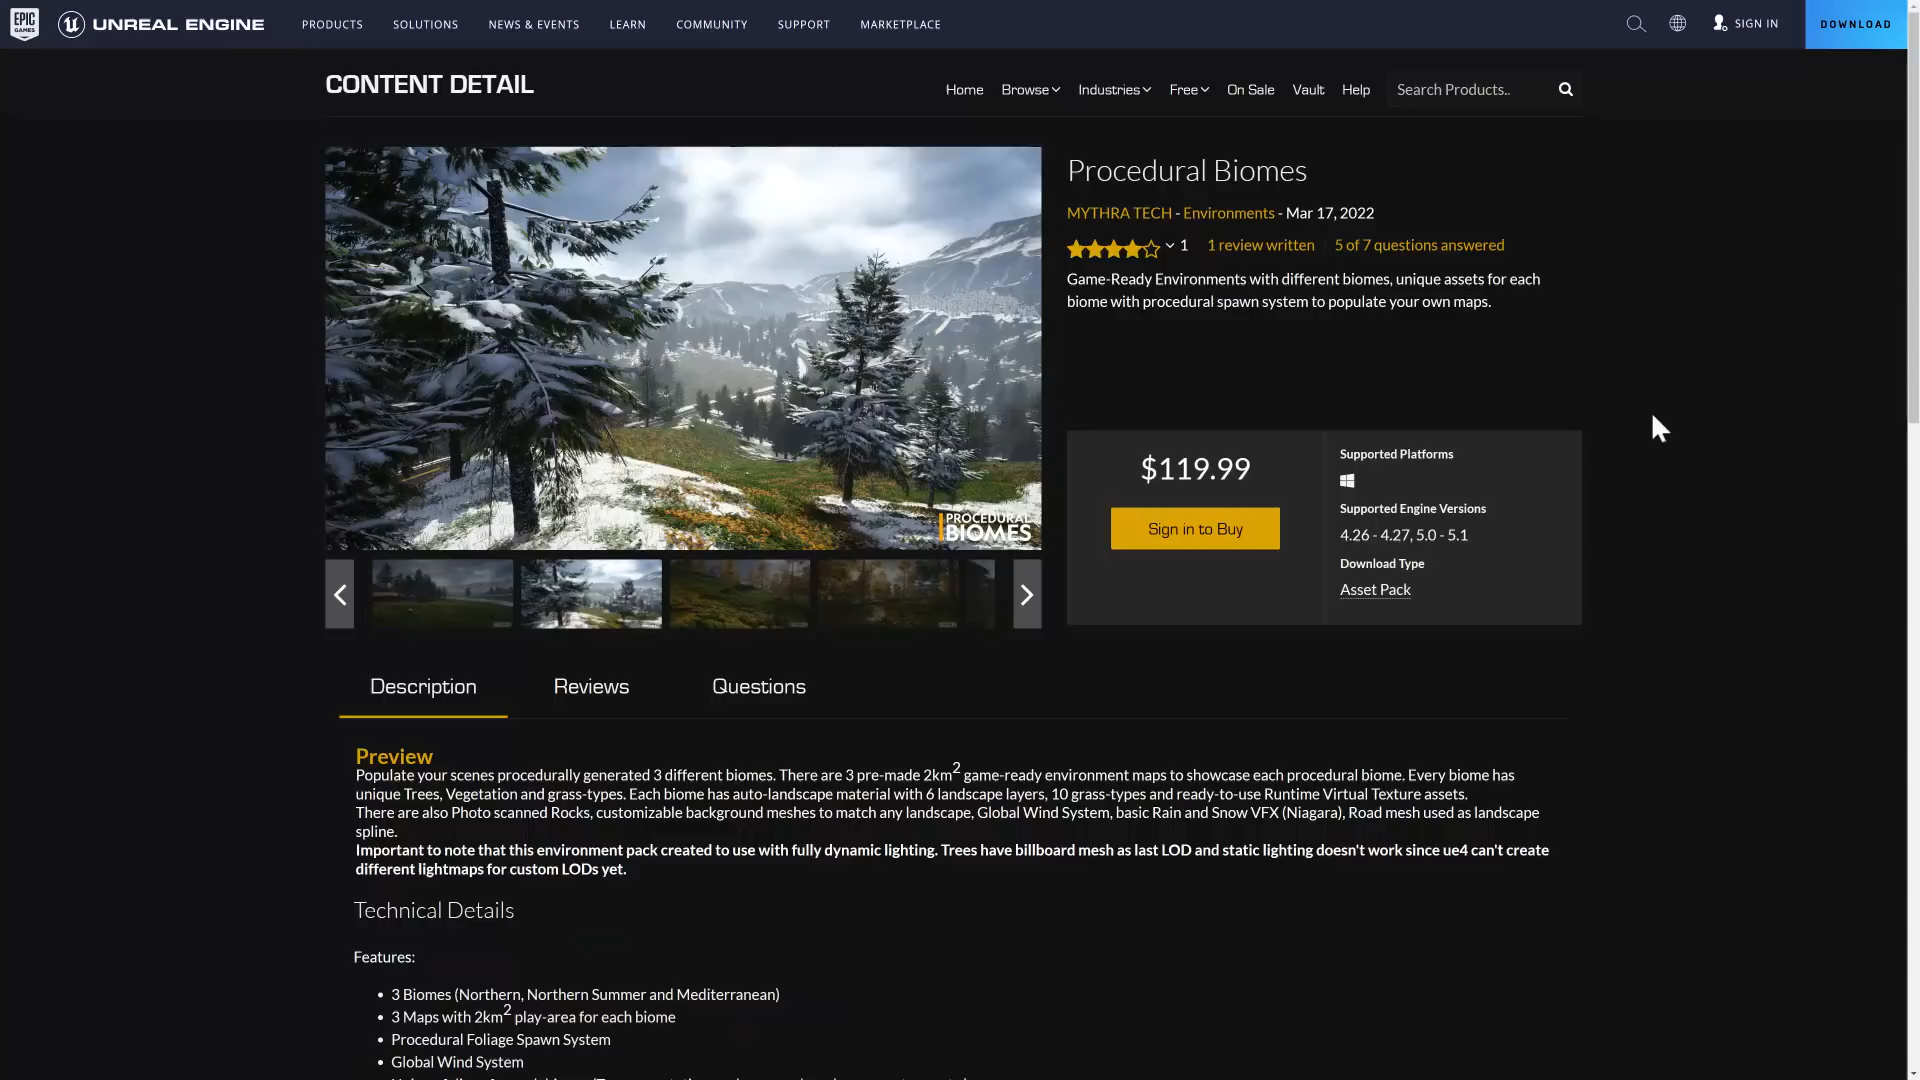 EPIC GAMES
UNREAL ENGINE
PRODUCTS SOLUTIONS NEWS & EVENTS LEARN COMMUNITY SUPPORT MARKETPLACE
SIGN IN
DOWNLOAD
CONTENT DETAIL
Home Browse Industries Free On Sale Vault Help Search Products..
PROCEDURAL
BIOMES
Procedural Biomes
MYTHRA TECH - Environments - Mar 17, 2022
1 1 review written 5 of 7 questions answered
Game-Ready Environments with different biomes, unique assets for each
biome with procedural spawn system to populate your own maps.
$119.99
Sign in to Buy
Supported Platforms
Supported Engine Versions
4.26 - 4.27, 5.0 - 5.1
Download Type
Asset Pack
Description Reviews Questions
Preview
Populate your scenes procedurally generated 3 different biomes. There are 3 pre-made 2km2 game-ready environment maps to showcase each procedural biome. Every biome has
unique Trees, Vegetation and grass-types. Each biome has auto-landscape material with 6 landscape layers, 10 grass-types and ready-to-use Runtime Virtual Texture assets.
There are also Photo scanned Rocks, customizable background meshes to match any landscape, Global Wind System, basic Rain and Snow VFX (Niagara), Road mesh used as landscape
spline.
Important to note that this environment pack created to use with fully dynamic lighting. Trees have billboard mesh as last LOD and static lighting doesn't work since ue4 can't create
different lightmaps for custom LODs yet.
Technical Details
Features:
• 3 Biomes (Northern, Northern Summer and Mediterranean)
• 3 Maps with 2km2 play-area for each biome
• Procedural Foliage Spawn System
• Global Wind System